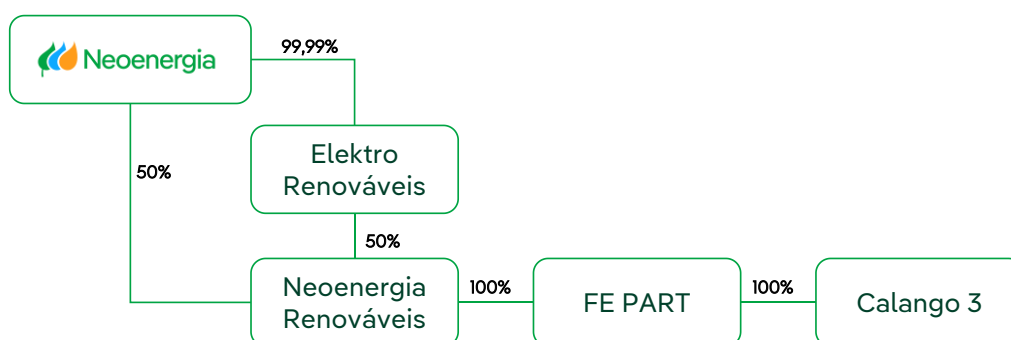 Neoenergia
99,99%
50%
Elektro
Renováveis
50%
Neoenergia
Renováveis
100%
FE PART
100%
Calango 3